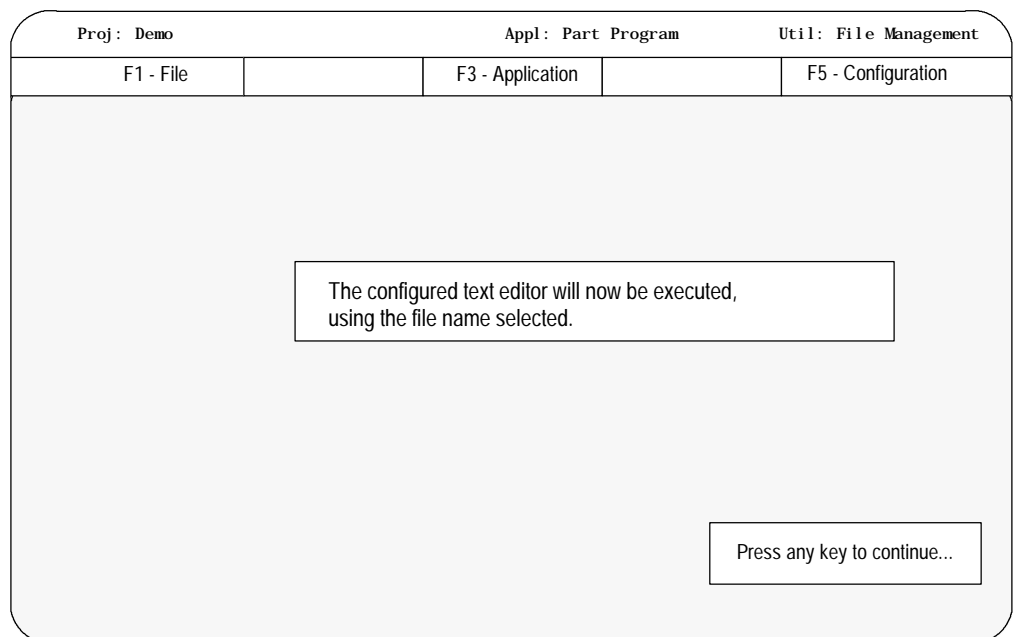 Proj: Demo Appl: Part Program Util: File Management
F1 - File F3 - Application F5 - Configuration
The configured text editor will now be executed,
using the file name selected.
Press any key to continue...